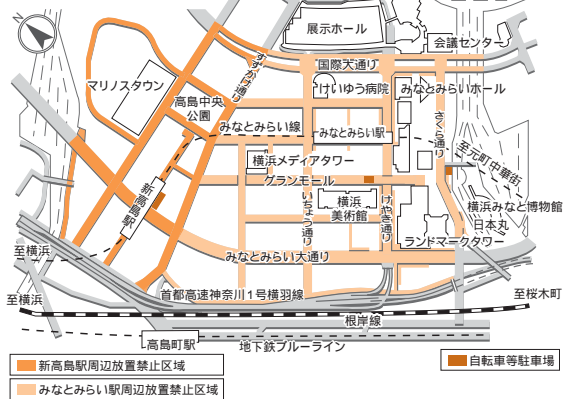 N
展示ホール
会議センター
国際大通り
すずかけ通り
けいゆう病院
みなとみらいホール
マリノスタウン
高島中央
公園
みなとみらい線
みなとみらい駅
さくら通り
至元町中華街
横浜メディアタワー
グランモール
新高島駅
いちょう通り
横浜
美術館
けやき通り
横浜みなと博物館
日本丸
ランドマークタワー
至横浜
みなとみらい大通り
至横浜
首都高速神奈川1号横羽線
至桜木町
根岸線
高島町駅
地下鉄ブルーライン
新高島駅周辺放置禁止区域
自転車等駐車場
みなとみらい駅周辺放置禁止区域